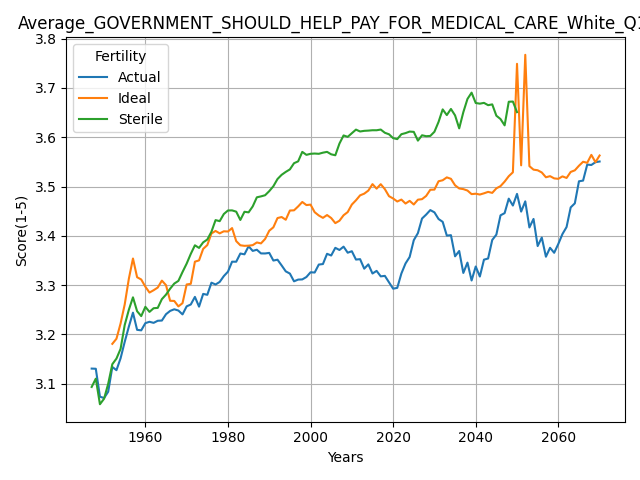 Average_GOVERNMENT_SHOULD_HELP_PAY_FOR_MEDICAL_CARE_White_Q1
3.8
3.7
3.6
3.5
3.4
3.3
3.2
3.1
Score(1-5)
Fertility
Actual
Ideal
Sterile
1960
1980
2000
2020
2040
2060
Years